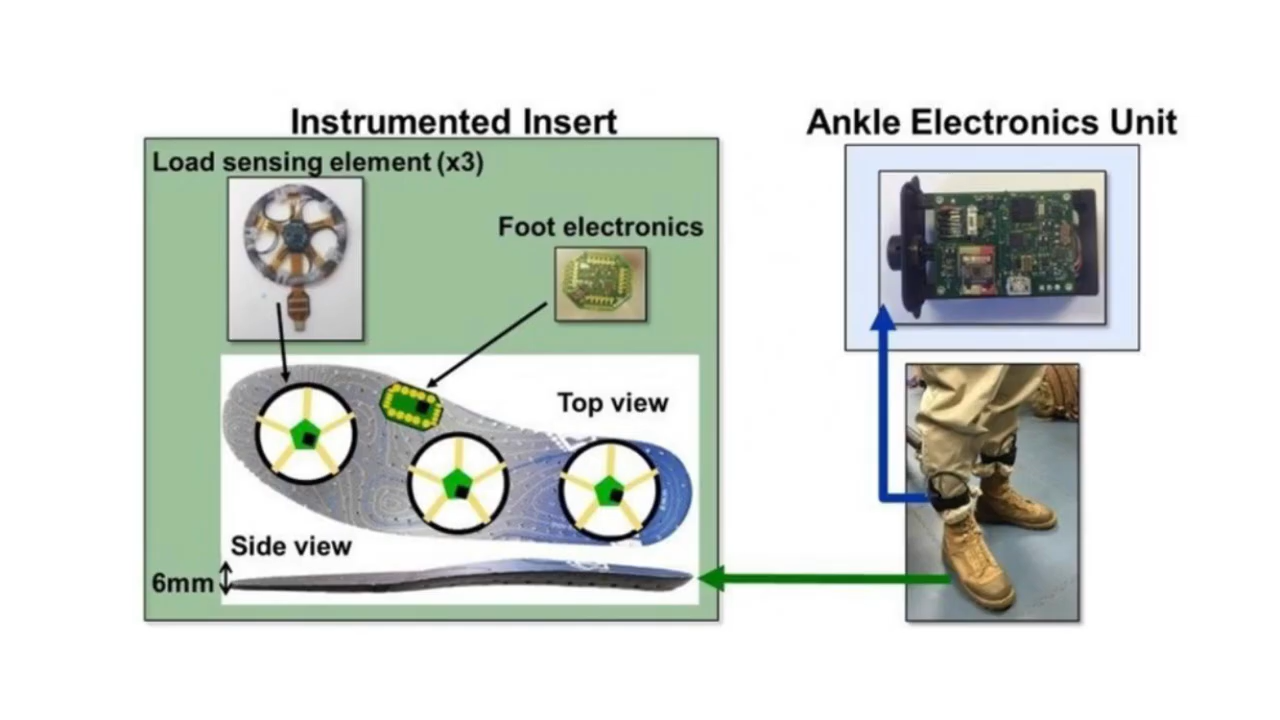 Instrumented Insert
Ankle Electronics Unit
Load sensing element (x3)
Foot electronics
Top view
Side view
6mm